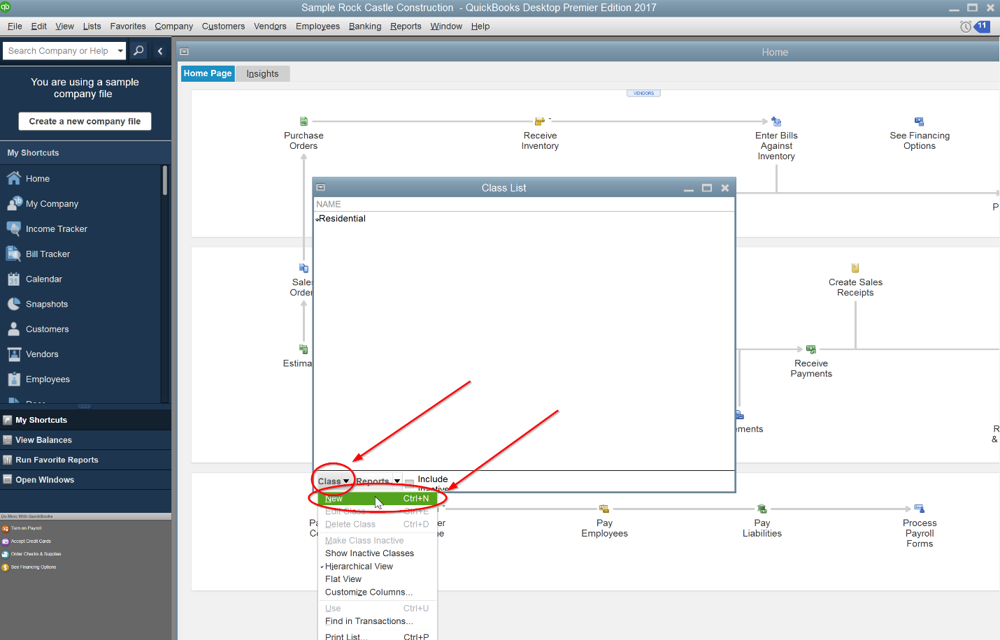 qb
Sample Rock Castle Construction - QuickBooks Desktop Premier Edition 2017
File Edit View Lists Favorites Company Customers Vendors Employees Banking Reports Window Help
11
Search Company or Help
Home
Home Page
Insights
You are using a sample
company file
Create a new company file
My Shortcuts
Home
My Company
Income Tracker
Bill Tracker
Calendar
Snapshots
Customers
Vendors
Employees
My Shortcuts
View Balances
Run Favorite Reports
Open Windows
Do More With QuickBooks
Turn on Payroll
Accept Credit Cards
Order Checks & Supplies
See Financing Options
VENDORS
Purchase
Orders
Receive
Inventory
Enter Bills
Against
Inventory
See Financing
Options
P
Sale
Order
Create Sales
Receipts
Estima
Receive
Payments
ements
R
&
Class List
NAME
Residential
Class
Reports
Include
Inactive
New Ctrl+N
Edit Class Ctrl+E
Delete Class Ctrl+D
Make Class Inactive
Show Inactive Classes
Hierarchical View
Flat View
Customize Columns...
Use Ctrl+U
Find in Transactions...
Print List... Ctrl+P
Pa
C
er
me
Pay
Employees
Pay
Liabilities
Process
Payroll
Forms